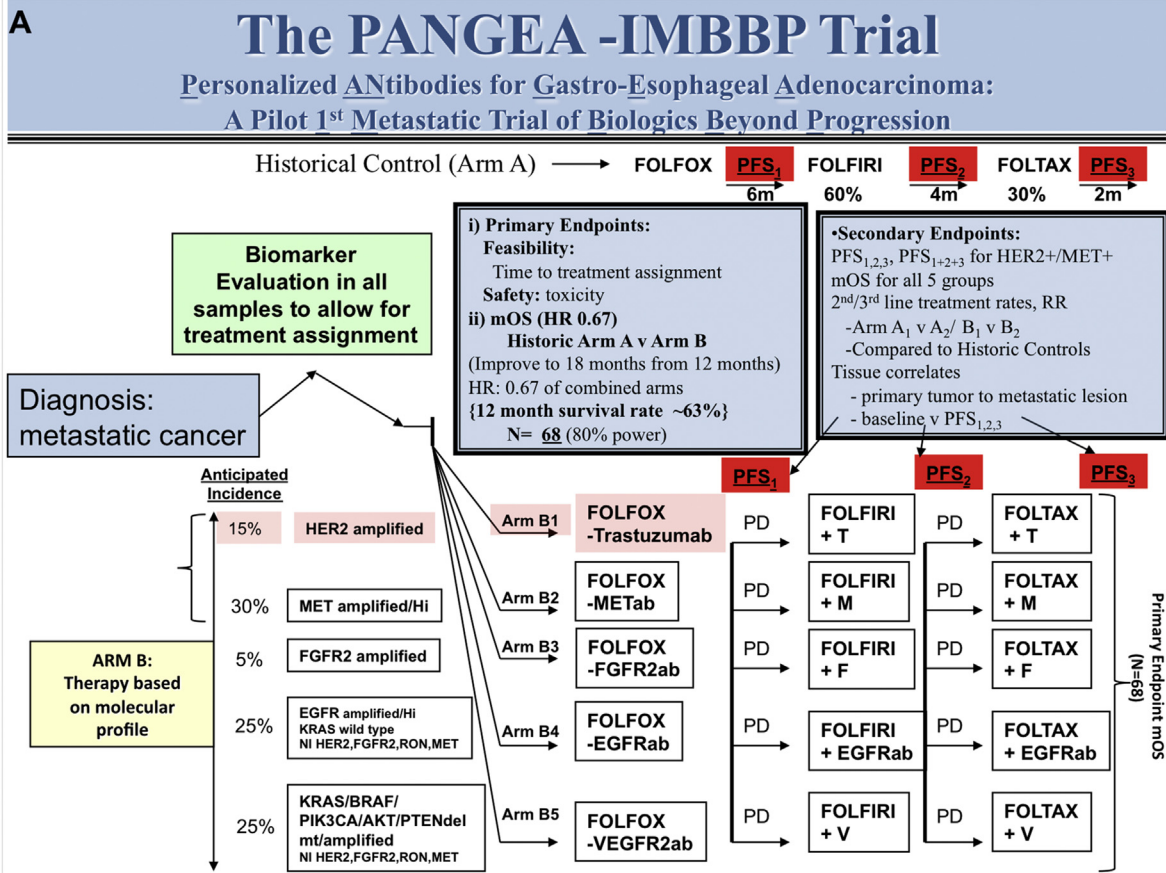 A
The PANGEA -IMBBP Trial
Personalized ANtibodies for Gastro-Esophageal Adenocarcinoma:
A Pilot 1st Metastatic Trial of Biologics Beyond Progression
Historical Control (Arm A)
FOLFOX
PFS1
6m
FOLFIRI
60%
PFS2
4m
FOLTAX
30%
PFS3
2m
Biomarker
Evaluation in all
samples to allow for
treatment assignment
i) Primary Endpoints:
Feasibility:
Time to treatment assignment
Safety: toxicity
ii) mOS (HR 0.67)
Historic Arm A v Arm B
(Improve to 18 months from 12 months)
HR: 0.67 of combined arms
{12 month survival rate ~63%}
N= 68 (80% power)
•Secondary Endpoints:
PFS1,2,3, PFS1+2+3 for HER2+/MET+
mOS for all 5 groups
2nd/3rd line treatment rates, RR
-Arm A1 v A2/ B1 v B2
-Compared to Historic Controls
Tissue correlates
- primary tumor to metastatic lesion
- baseline v PFS1,2,3
Diagnosis:
metastatic cancer
Anticipated
Incidence
PFS1
PFS2
PFS3
15%
HER2 amplified
Arm B1
FOLFOX
-Trastuzumab
PD
FOLFIRI
+ T
PD
FOLTAX
+ T
30%
MET amplified/Hi
Arm B2
FOLFOX
-METab
PD
FOLFIRI
+ M
PD
FOLTAX
+ M
ARM B:
Therapy based
on molecular
profile
5%
FGFR2 amplified
Arm B3
FOLFOX
-FGFR2ab
PD
FOLFIRI
+ F
PD
FOLTAX
+ F
25%
EGFR amplified/Hi
KRAS wild type
NI HER2,FGFR2,RON,MET
Arm B4
FOLFOX
-EGFRab
PD
FOLFIRI
+ EGFRab
PD
FOLTAX
+ EGFRab
25%
KRAS/BRAF/
PIK3CA/AKT/PTENdel
mt/amplified
NI HER2,FGFR2,RON,MET
Arm B5
FOLFOX
-VEGFR2ab
PD
FOLFIRI
+ V
PD
FOLTAX
+ V
Primary Endpoint mOS
(N=68)